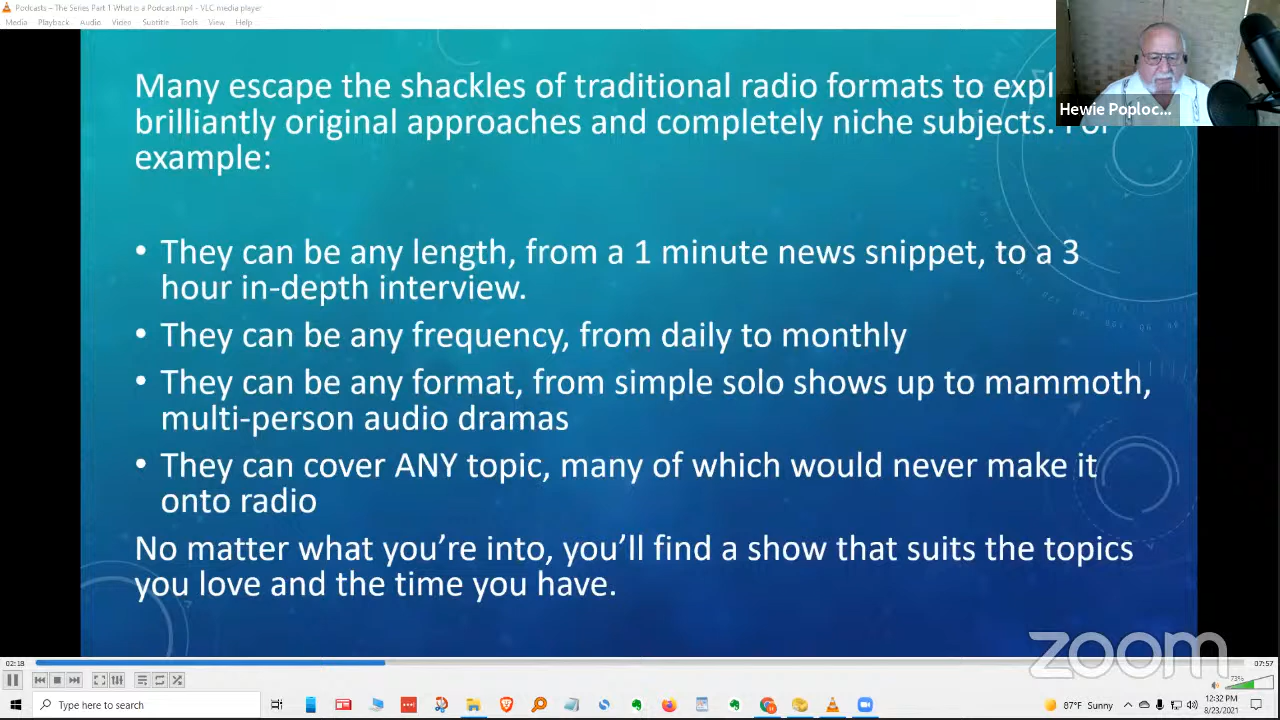 Podcasts – The Series Part 1 What is a Podcast.mp4 - VLC media player
Media Playback Audio Video Subtitle Tools View Help
Many escape the shackles of traditional radio formats to expl
brilliantly original approaches and completely niche subjects. For
example:
Hewie Poploc...
• They can be any length, from a 1 minute news snippet, to a 3
hour in-depth interview.
• They can be any frequency, from daily to monthly
• They can be any format, from simple solo shows up to mammoth,
multi-person audio dramas
• They can cover ANY topic, many of which would never make it
onto radio
No matter what you’re into, you’ll find a show that suits the topics
you love and the time you have.
zoom
02:18 07:57
73%
Type here to search
87°F Sunny
12:32 PM
8/23/2021